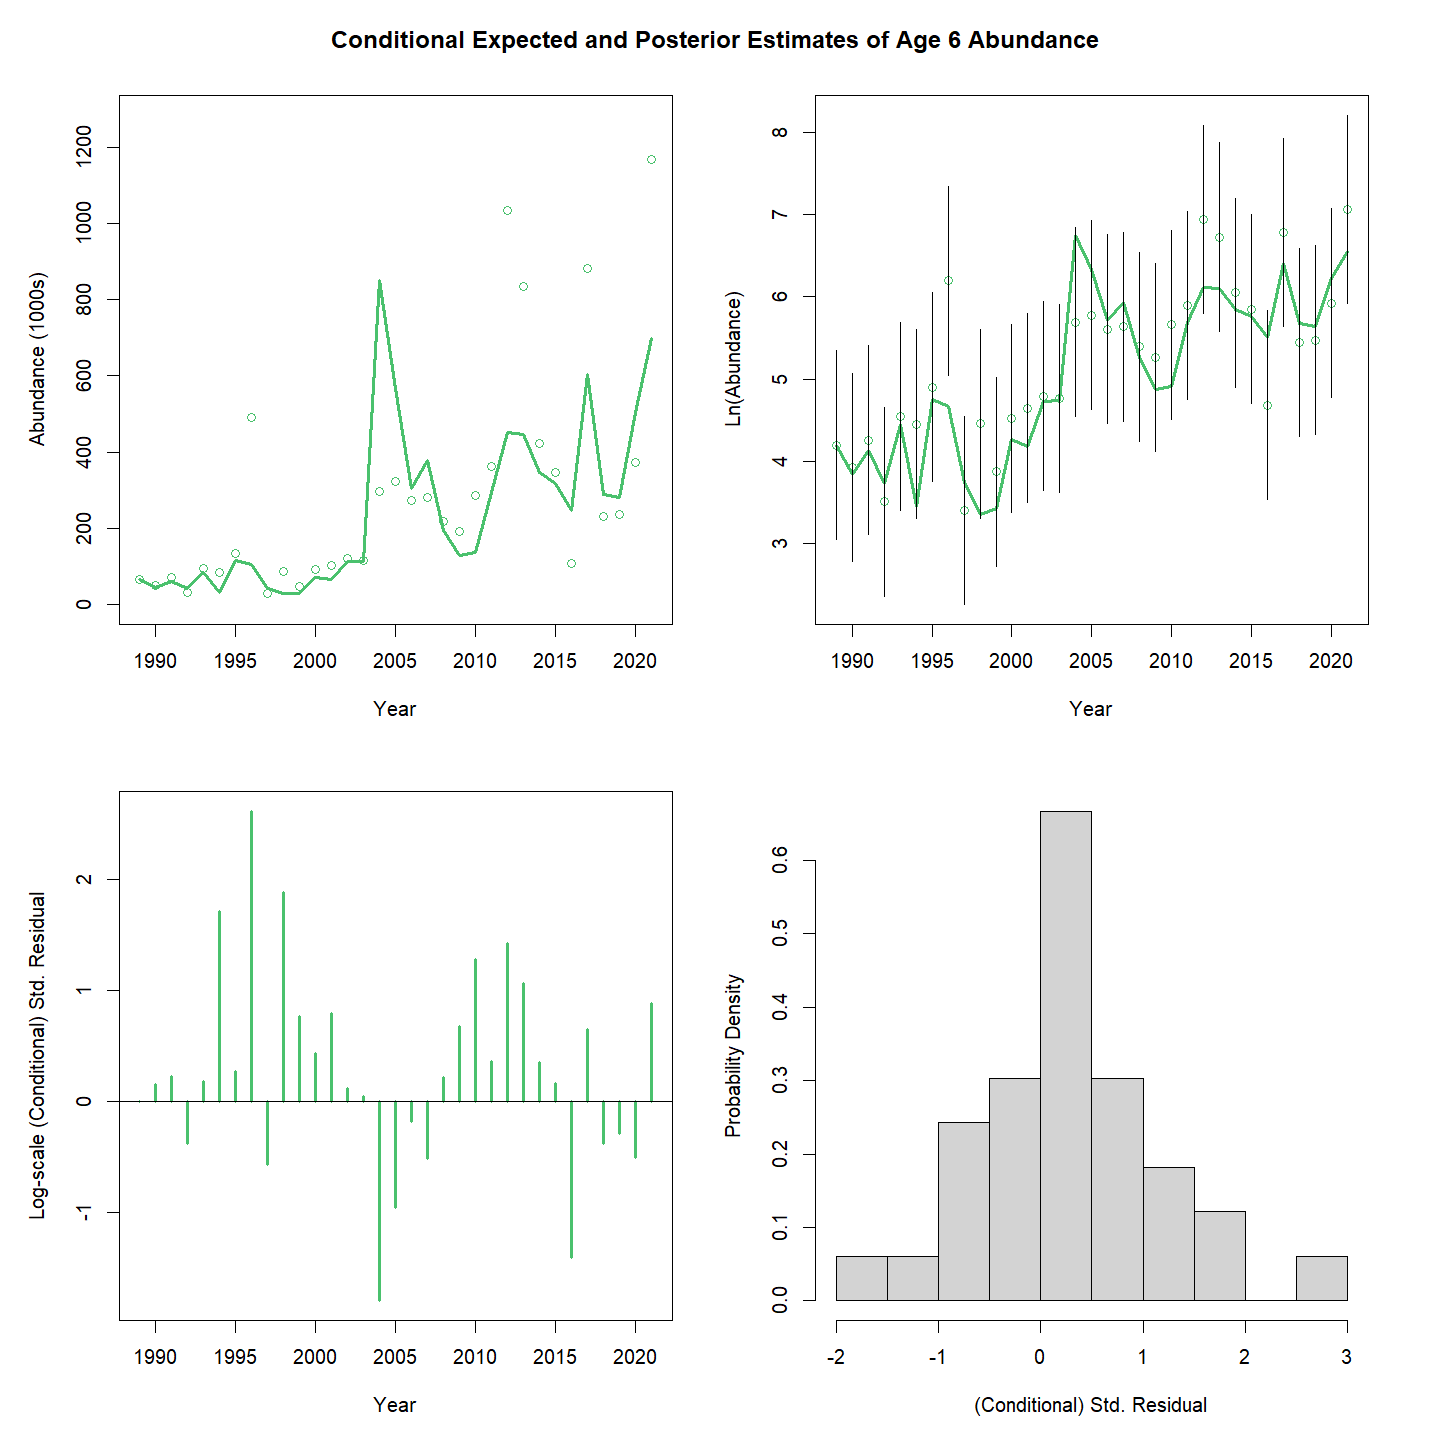 Conditional Expected and Posterior Estimates of Age 6 Abundance
Abundance (1000s)
1200
1000
800
600
400
200
0
1990 1995 2000 2005 2010 2015 2020
Year
Ln(Abundance)
8
7
6
5
4
3
1990 1995 2000 2005 2010 2015 2020
Year
Log-scale (Conditional) Std. Residual
2
1
0
-1
1990 1995 2000 2005 2010 2015 2020
Year
Probability Density
0.6
0.5
0.4
0.3
0.2
0.1
0.0
-2 -1 0 1 2 3
(Conditional) Std. Residual